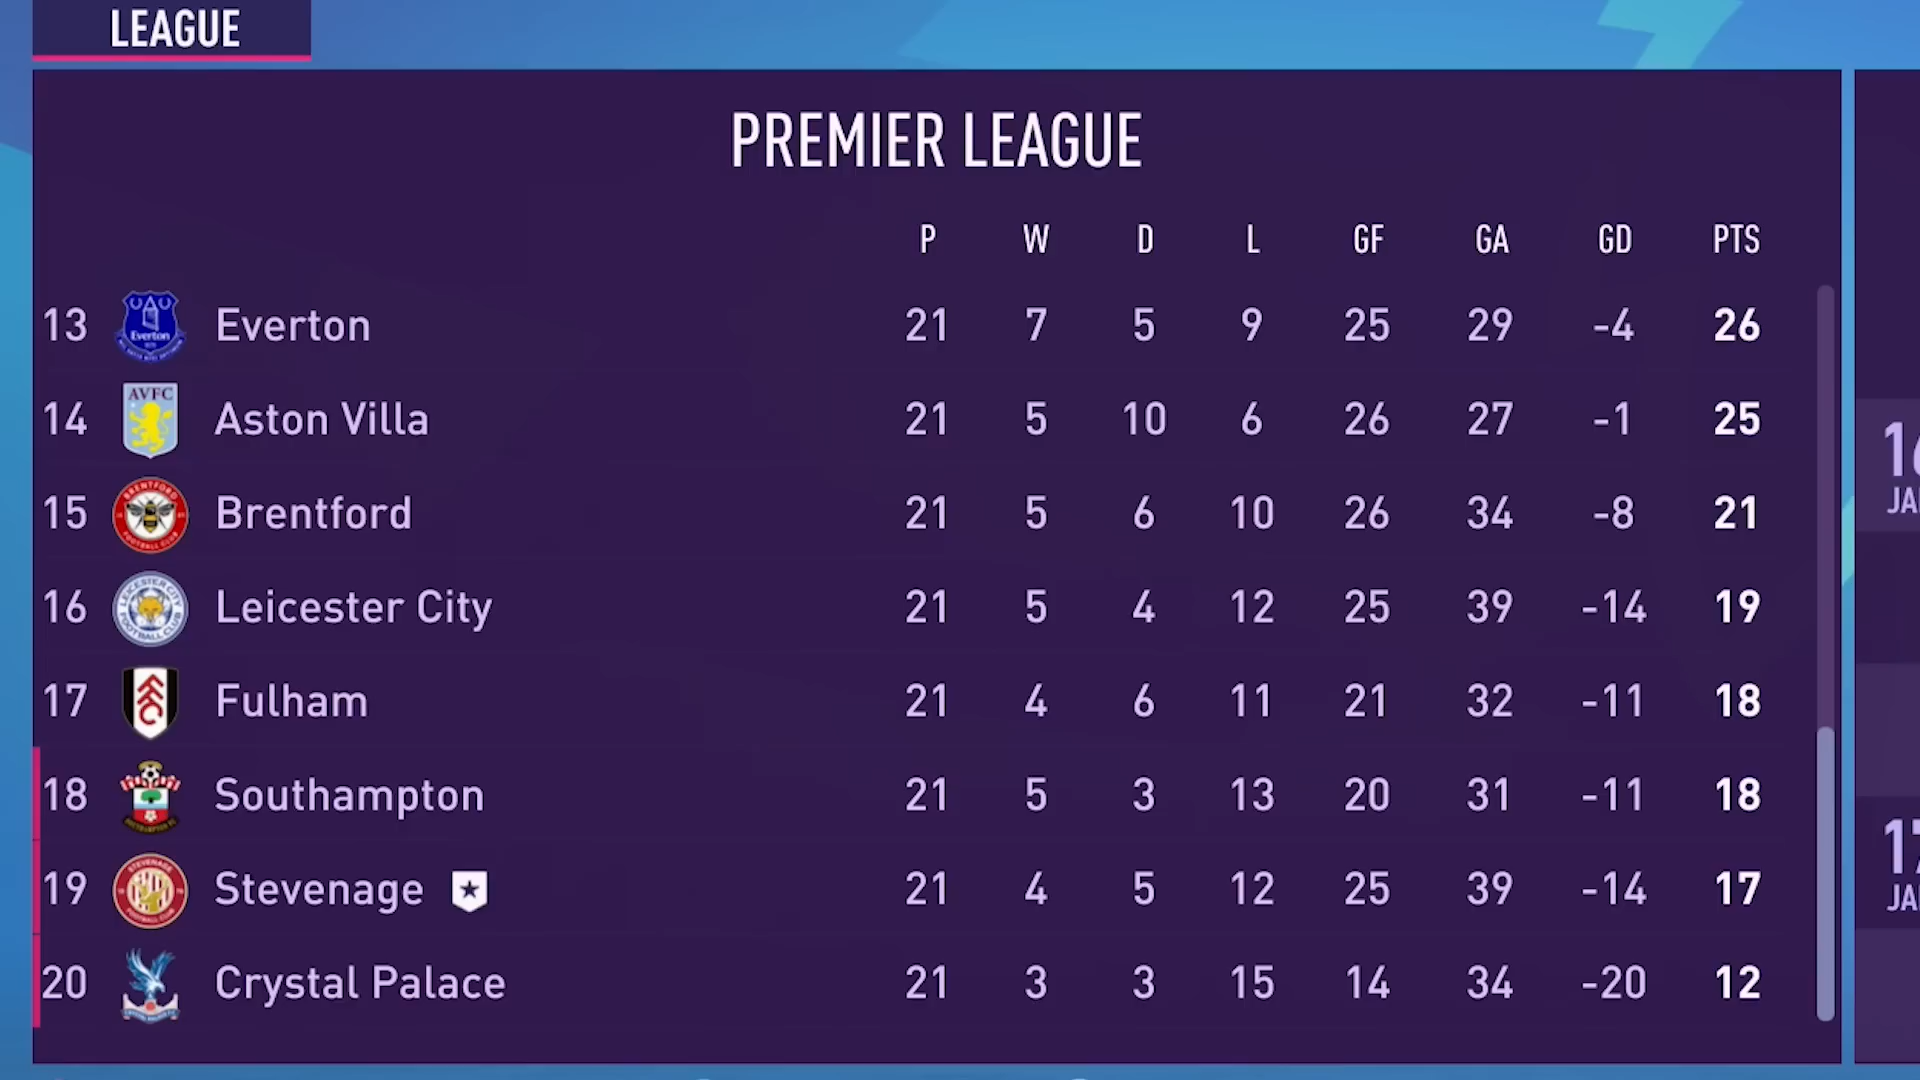 LEAGUE
PREMIER LEAGUE
P W D L GF GA GD PTS
13 Everton 21 7 5 9 25 29 -4 26
14 AVFC Aston Villa 21 5 10 6 26 27 -1 25
15 Brentford 21 5 6 10 26 34 -8 21
16 Leicester City 21 5 4 12 25 39 -14 19
17 Fulham 21 4 6 11 21 32 -11 18
18 Southampton 21 5 3 13 20 31 -11 18
19 Stevenage 21 4 5 12 25 39 -14 17
20 Crystal Palace 21 3 3 15 14 34 -20 12